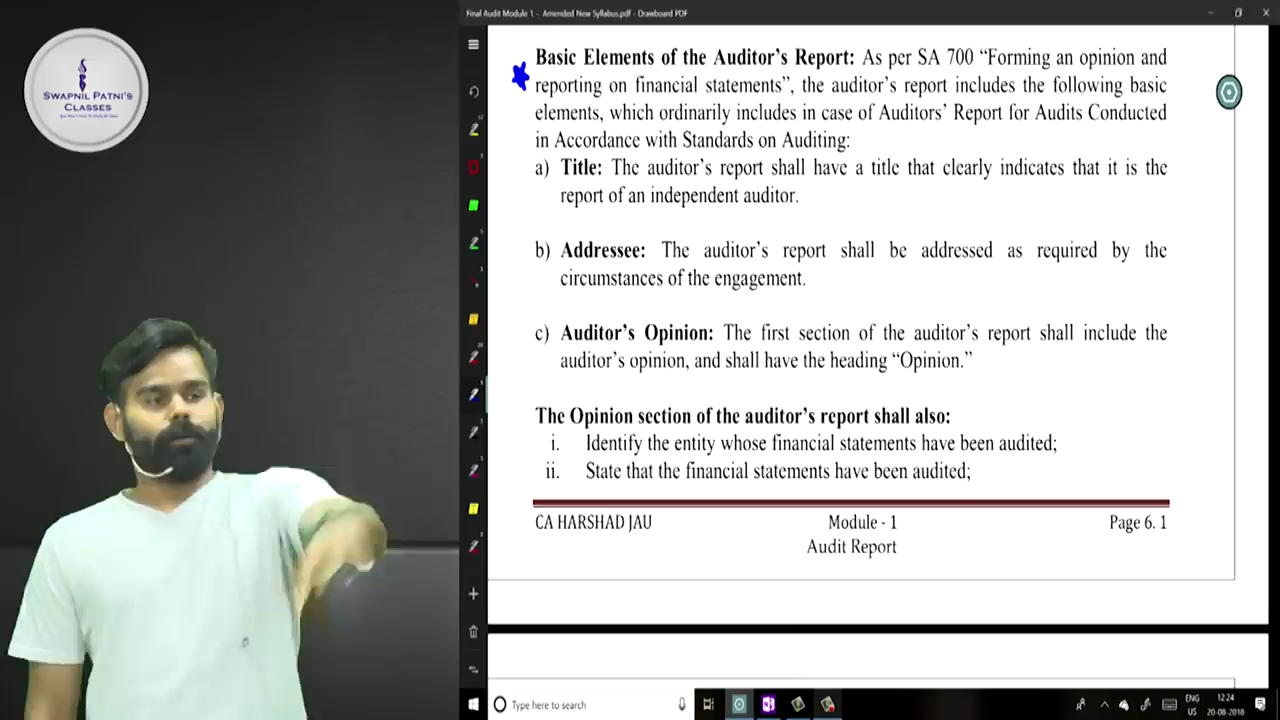 Final Audit Module 1 - Amended New Syllabus.pdf - Drawboard PDF
SWAPNIL PATNI'S
CLASSES
Basic Elements of the Auditor's Report: As per SA 700 “Forming an opinion and
reporting on financial statements”, the auditor's report includes the following basic
elements, which ordinarily includes in case of Auditors' Report for Audits Conducted
in Accordance with Standards on Auditing:
a) Title: The auditor's report shall have a title that clearly indicates that it is the
report of an independent auditor.
b) Addressee: The auditor's report shall be addressed as required by the
circumstances of the engagement.
c) Auditor's Opinion: The first section of the auditor's report shall include the
auditor's opinion, and shall have the heading “Opinion.”
The Opinion section of the auditor's report shall also:
i. Identify the entity whose financial statements have been audited;
ii. State that the financial statements have been audited;
CA HARSHAD JAU Module - 1 Page 6. 1
Audit Report
Type here to search
ENG 12:24
US 20-08-2018